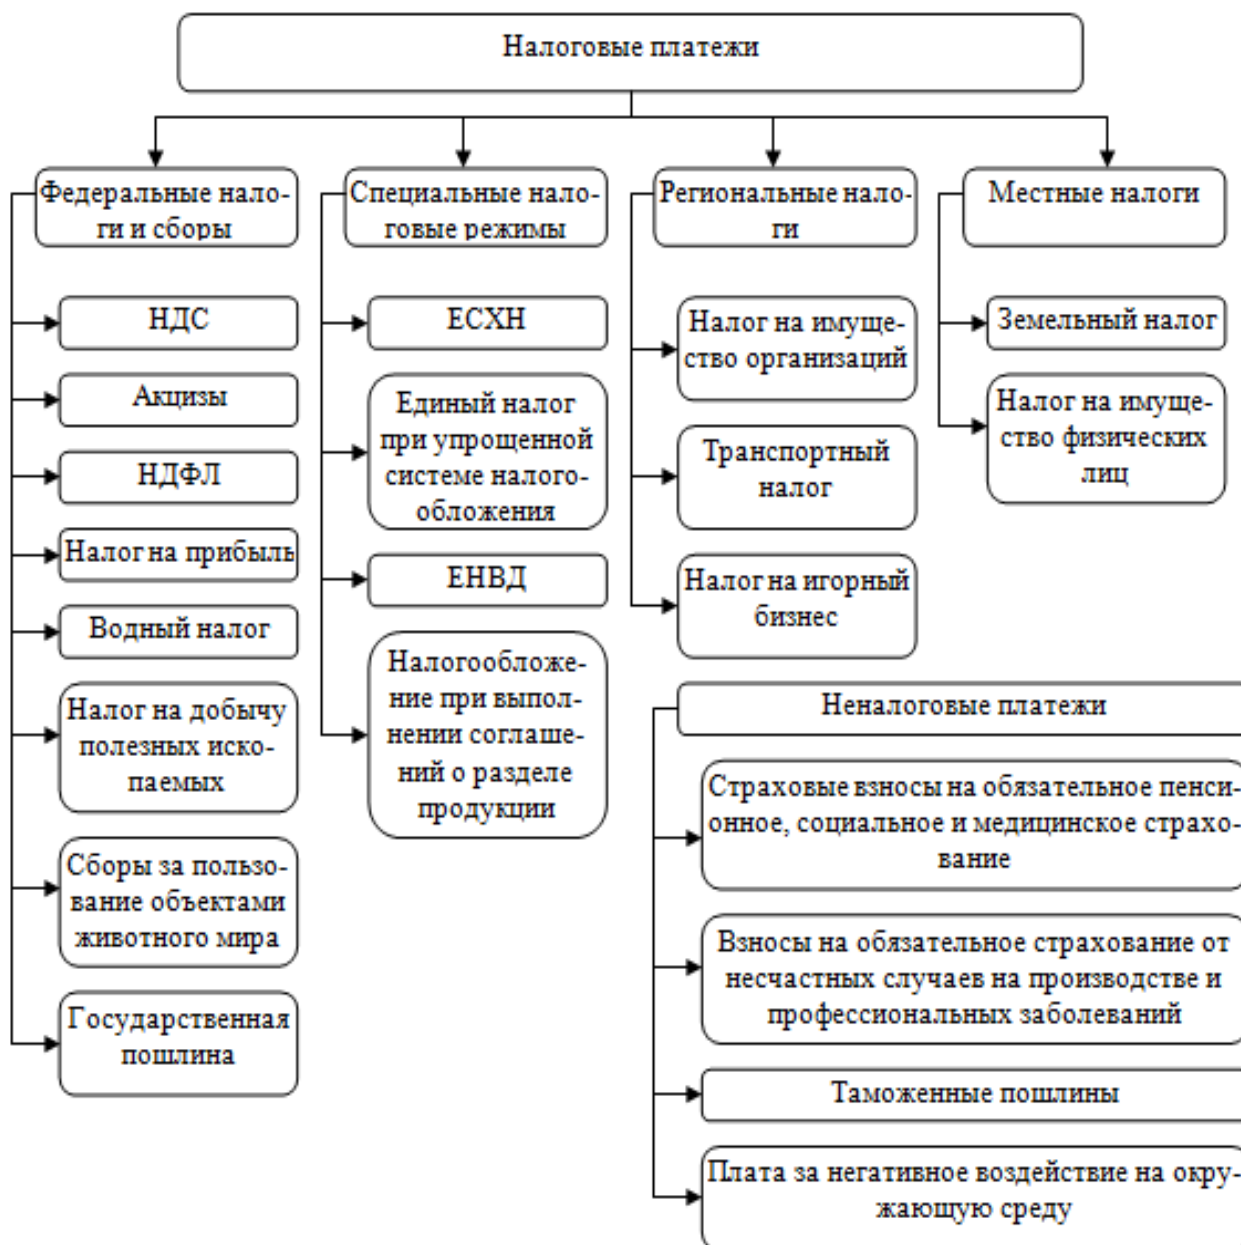 Налоговые платежи
Федеральные нало-
ги и сборы
НДС
Акцизы
НДФЛ
Налог на прибыль
Водный налог
Налог на добычу
полезных иско-
паемых
Сборы за пользо-
вание объектами
животного мира
Государственная
пошлина
Специальные нало-
говые режимы
ЕСХН
Единый налог
при упрощенной
системе налого-
обложения
ЕНВД
Налогообложе-
ние при выпол-
нении соглаше-
ний о разделе
продукции
Региональные нало-
ги
Налог на имуще-
ство организаций
Транспортный
налог
Налог на игорный
бизнес
Местные налоги
Земельный налог
Налог на имуще-
ство физических
лиц
Неналоговые платежи
Страховые взносы на обязательное пенси-
онное, социальное и медицинское страхо-
вание
Взносы на обязательное страхование от
несчастных случаев на производстве и
профессиональных заболеваний
Таможенные пошлины
Плата за негативное воздействие на окру-
жающую среду